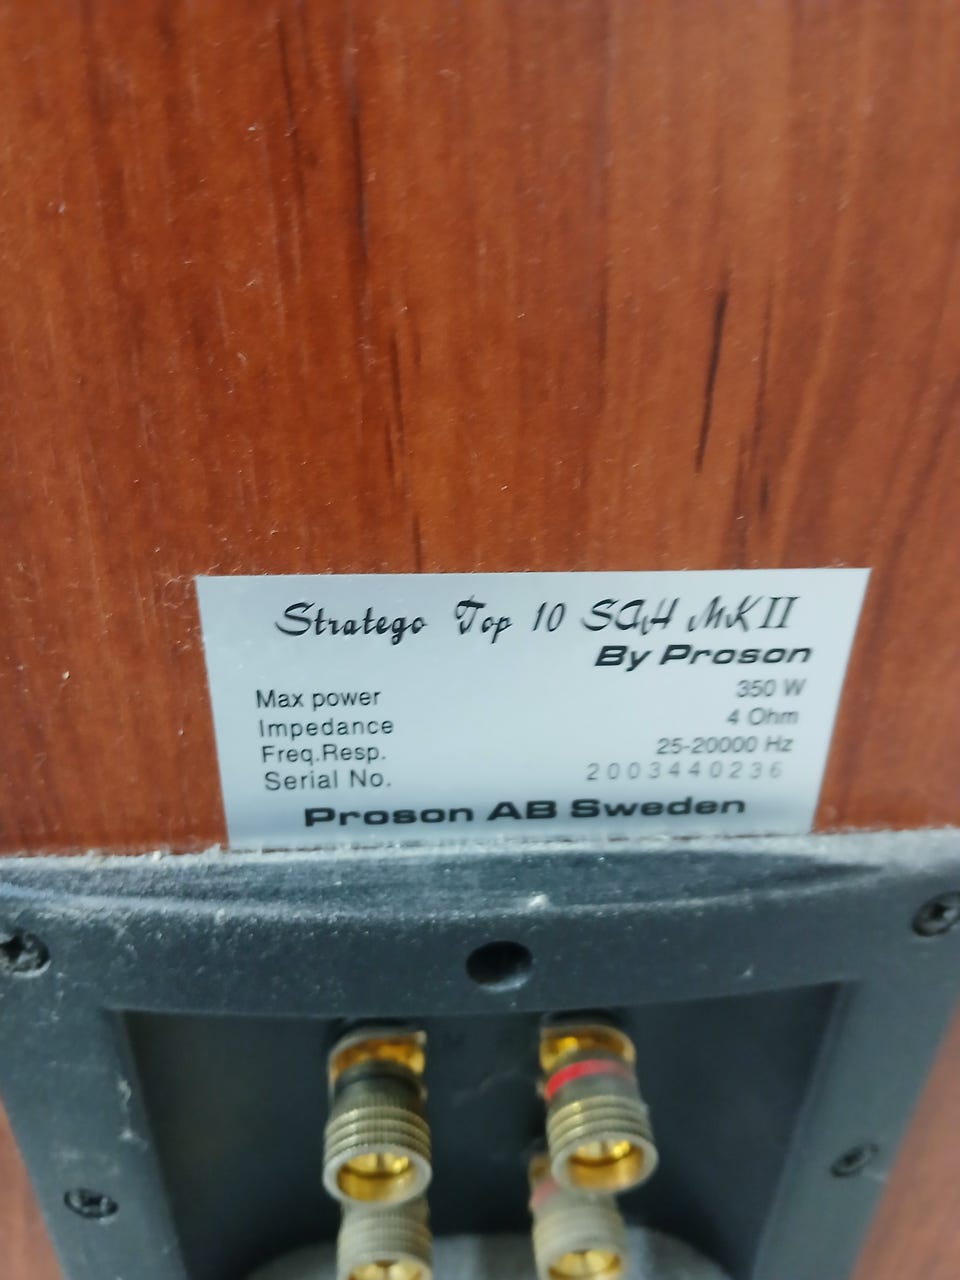 Stratego Top 10 SAH MKII
By Proson
Max power 350 W
Impedance 4 Ohm
Freq.Resp. 25-20000 Hz
Serial No. 2003440236
Proson AB Sweden